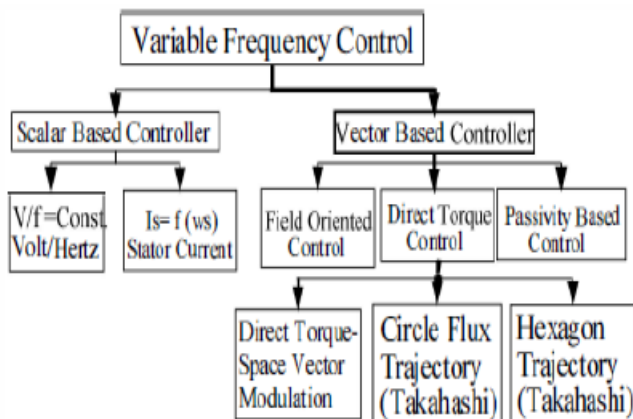 Variable Frequency Control
Scalar Based Controller
Vector Based Controller
V/f=Const.
Volt/Hertz
Is= f (ws)
Stator Current
Field Oriented
Control
Direct Torque
Control
Passivity Based
Control
Direct Torque-
Space Vector
Modulation
Circle Flux
Trajectory
(Takahashi)
Hexagon
Trajectory
(Takahashi)